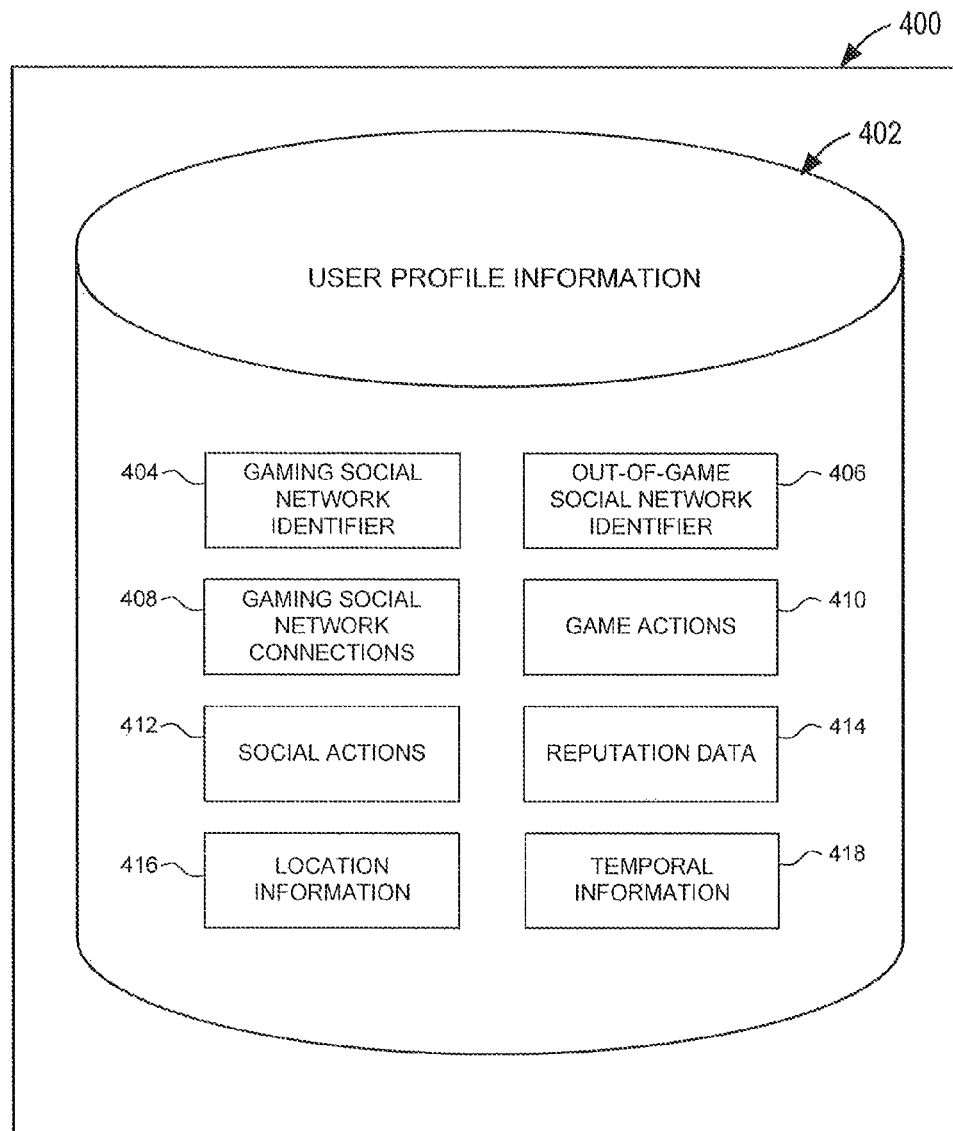 400
402
USER PROFILE INFORMATION
404
GAMING SOCIAL
NETWORK
IDENTIFIER
OUT-OF-GAME
SOCIAL NETWORK
IDENTIFIER
406
408
GAMING SOCIAL
NETWORK
CONNECTIONS
GAME ACTIONS
410
412
SOCIAL ACTIONS
REPUTATION DATA
414
416
LOCATION
INFORMATION
TEMPORAL
INFORMATION
418